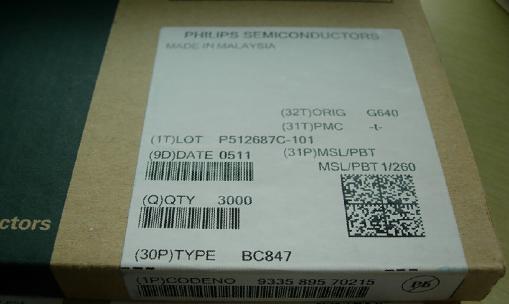 PHILIPS SEMICONDUCTORS
MADE IN MALAYSIA
(32T)ORIG G640
(31T)PMC -t-
(1T)LOT P512687C-101
(9D)DATE 0511 (31P)MSL/PBT
MSL/PBT 1/260
(Q)QTY 3000
ctors
(30P)TYPE BC847
(1P)CODENO 9335 895 70215